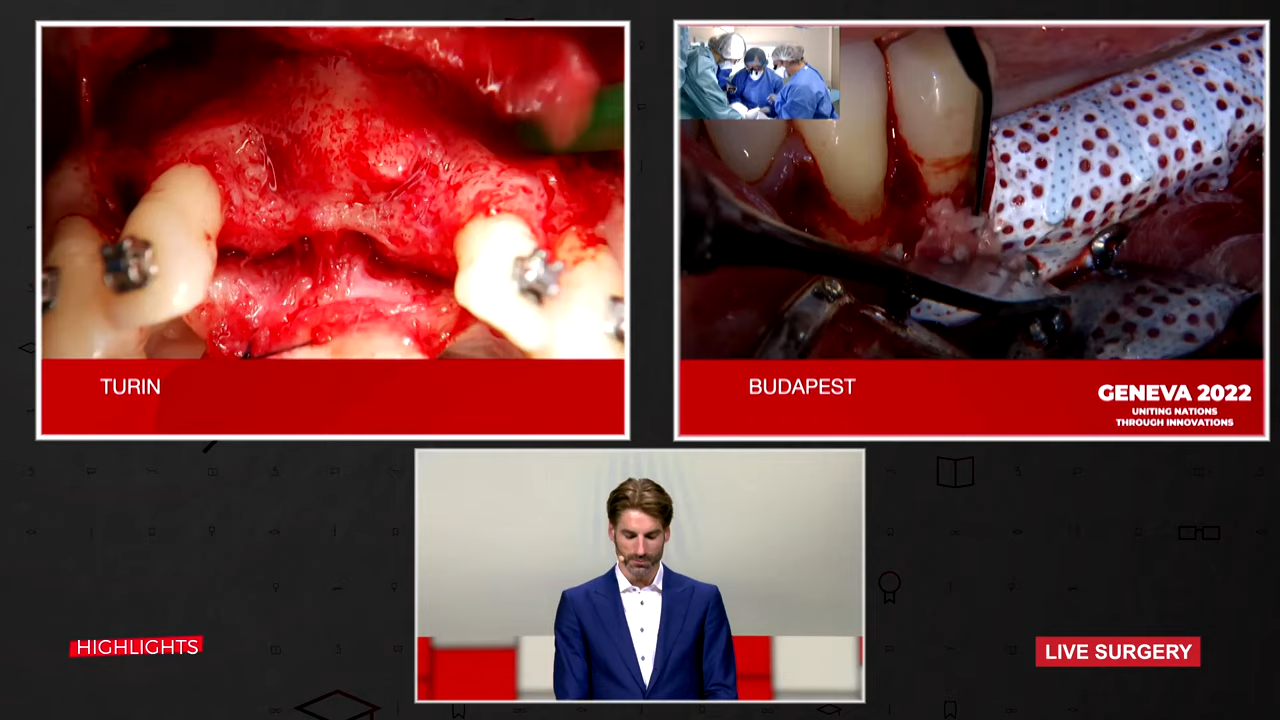 TURIN
BUDAPEST
GENEVA 2022
UNITING NATIONS
THROUGH INNOVATIONS
HIGHLIGHTS
LIVE SURGERY